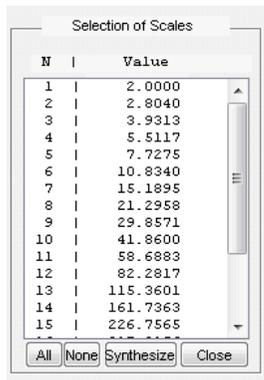 Selection of Scales
N | Value
1 | 2.0000
2 | 2.8040
3 | 3.9313
4 | 5.5117
5 | 7.7275
6 | 10.8340
7 | 15.1895
8 | 21.2958
9 | 29.8571
10 | 41.8600
11 | 58.6883
12 | 82.2817
13 | 115.3601
14 | 161.7363
15 | 226.7565
All None Synthesize Close